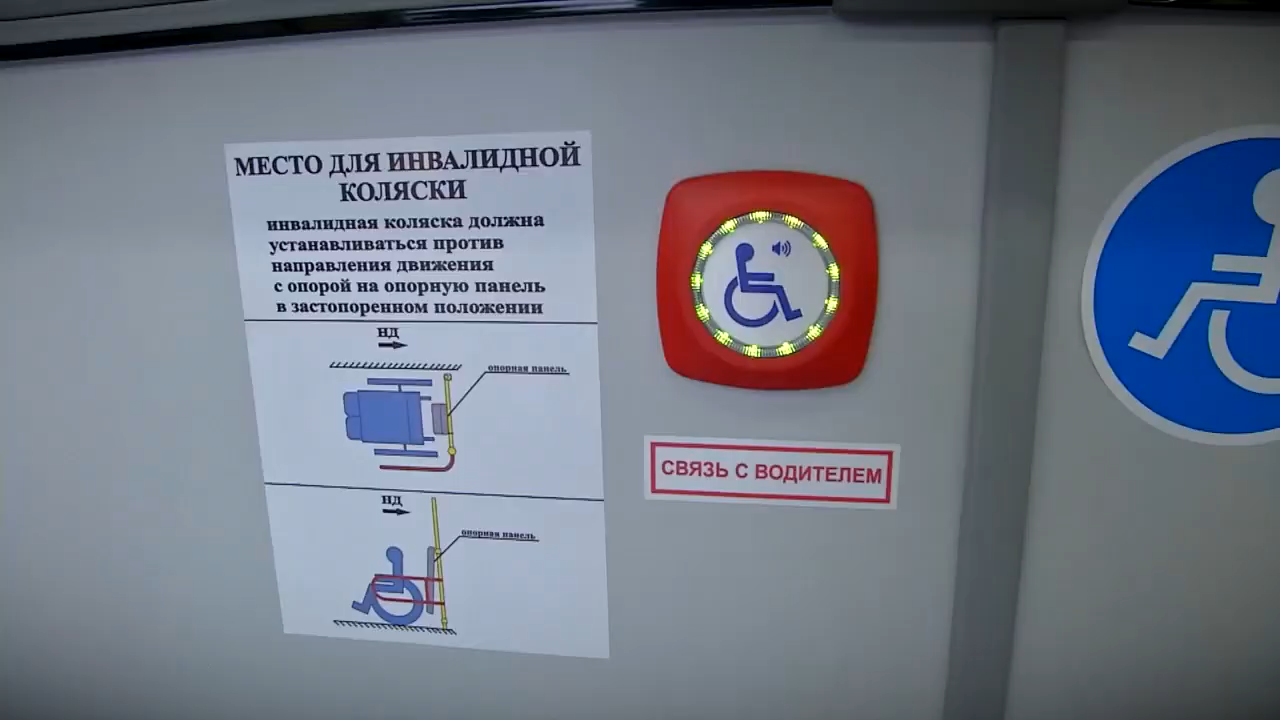 МЕСТО ДЛЯ ИНВАЛИДНОЙ
КОЛЯСКИ
инвалидная коляска должна
устанавливаться против
направления движения
с опорой на опорную панель
в застопоренном положении
НД
опорная панель
НД
опорная панель
СВЯЗЬ С ВОДИТЕЛЕМ